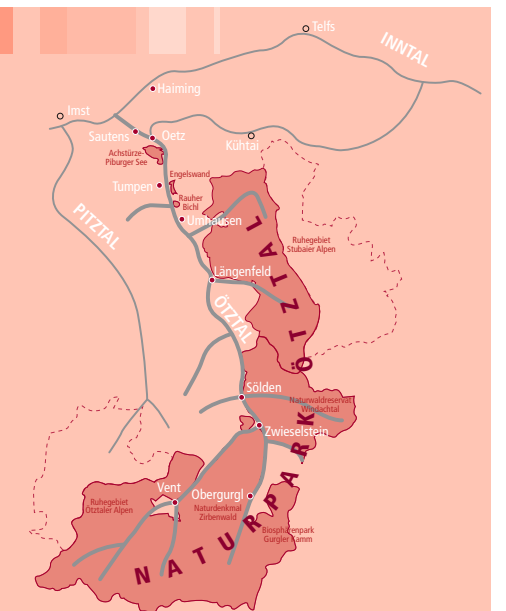 Telfs
INNTAL
Haiming
Imst
Sautens
Oetz
Kühtai
Achstürze-
Piburger See
Engelswand
Tumpen
Rauher
Bichl
PITZTAL
Umhausen
Ruhegebiet
Stubaier Alpen
Längenfeld
ÖTZTAL
Sölden
Naturwaldreservat
Windachtal
Zwieselstein
Vent
Obergurgl
Ruhegebiet
Ötztaler Alpen
Naturdenkmal
Zirbenwald
Biosphärenpark
Gurgler Kamm
NATURPARK ÖTZTAL